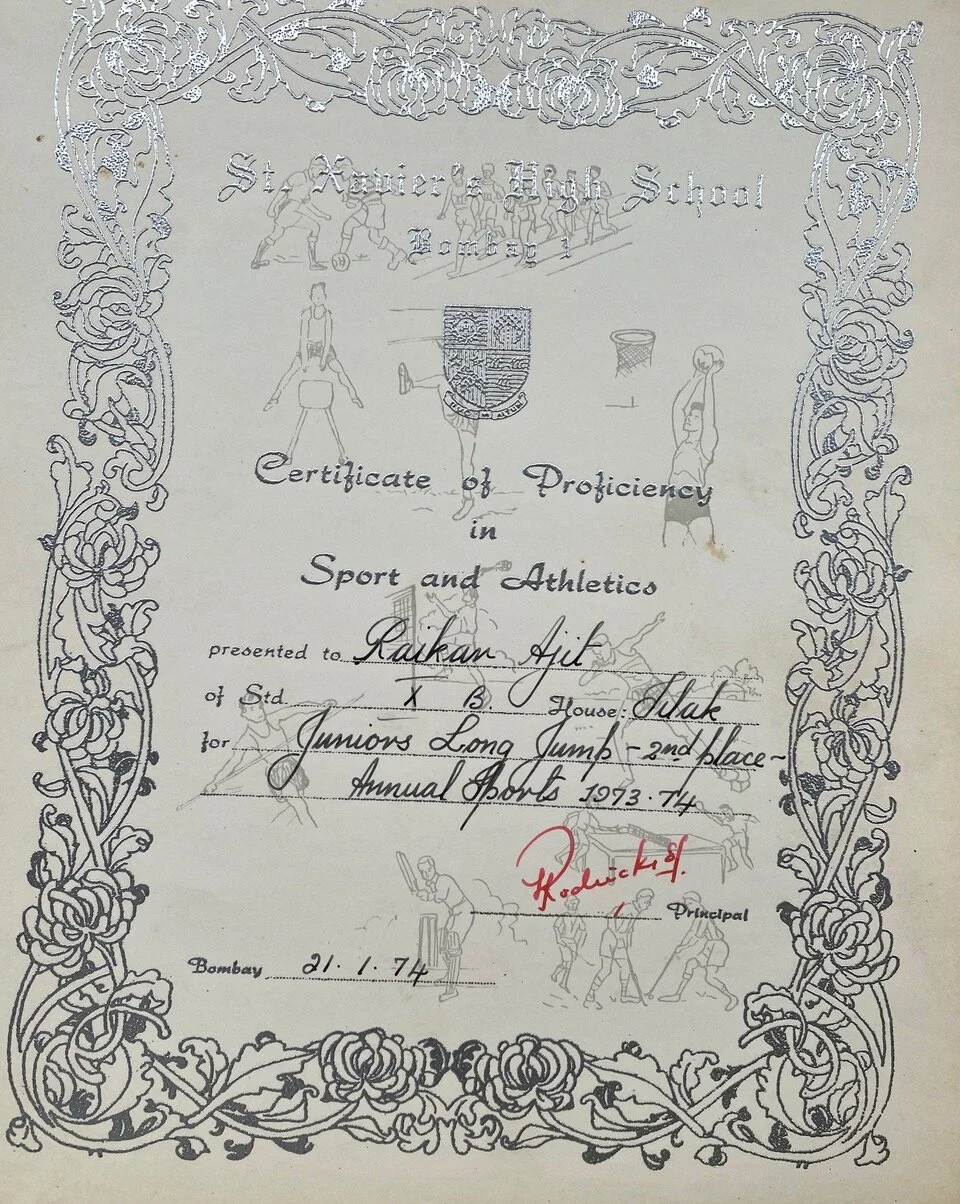 St. Xavier's High School
Bombay 1
Certificate of Proficiency
in
Sport and Athletics
presented to Raikar Ajit
of Std. X B. House: Tilak
for Juniors Long Jump - 2nd place -
Annual Sports 1973-74
Principal
Bombay 21. 1. 74